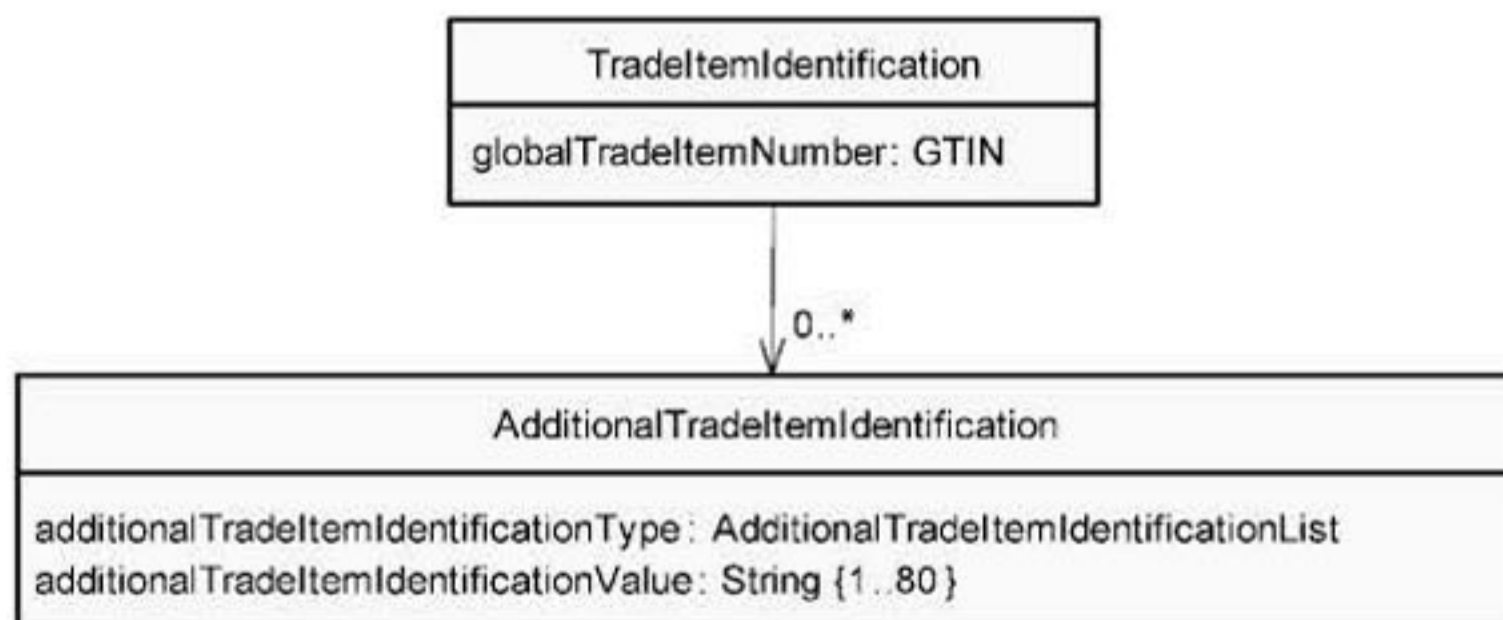 TradeItemIdentification
globalTradeItemNumber: GTIN
0..*
AdditionalTradeItemIdentification
additionalTradeItemIdentificationType: AdditionalTradeItemIdentificationList
additionalTradeItemIdentificationValue: String {1..80}